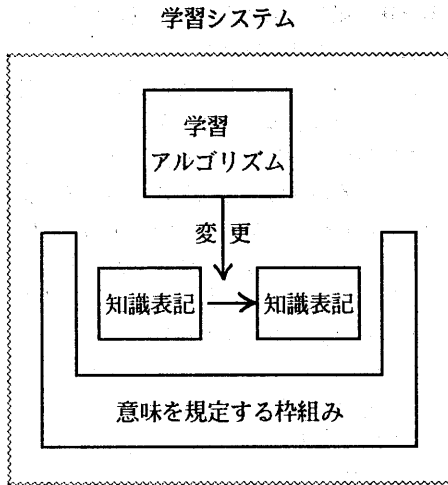 学習システム
学習
アルゴリズム
変更
知識表記
知識表記
意味を規定する枠組み